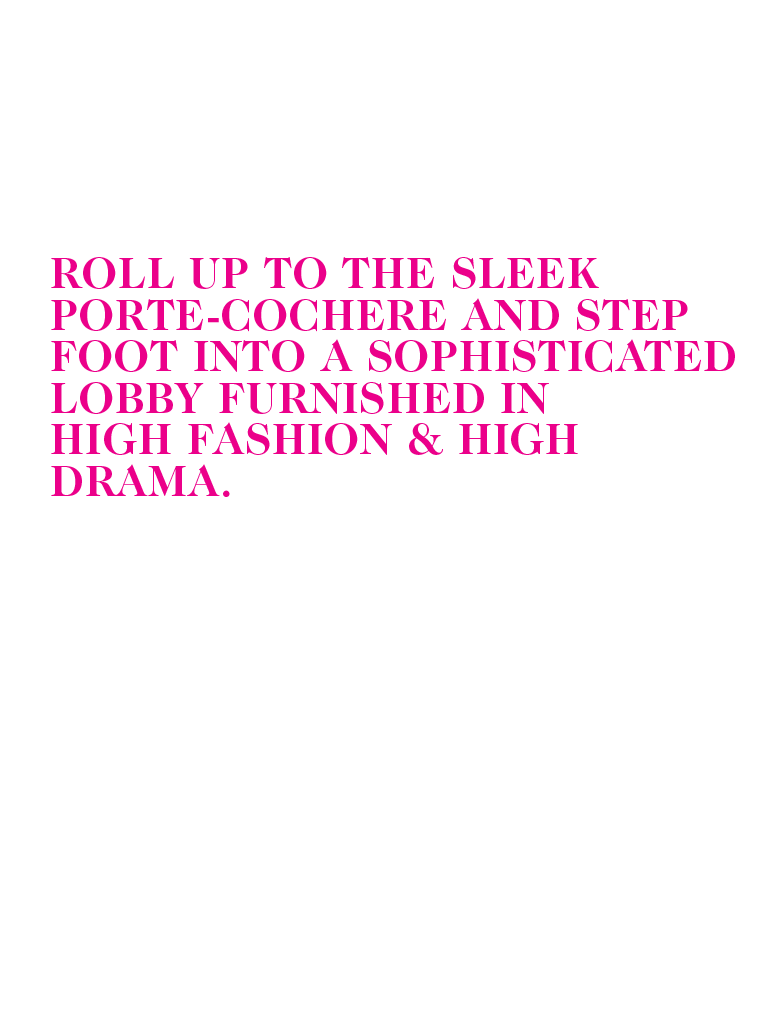 ROLL UP TO THE SLEEK
PORTE-COCHERE AND STEP
FOOT INTO A SOPHISTICATED
LOBBY FURNISHED IN
HIGH FASHION & HIGH
DRAMA.